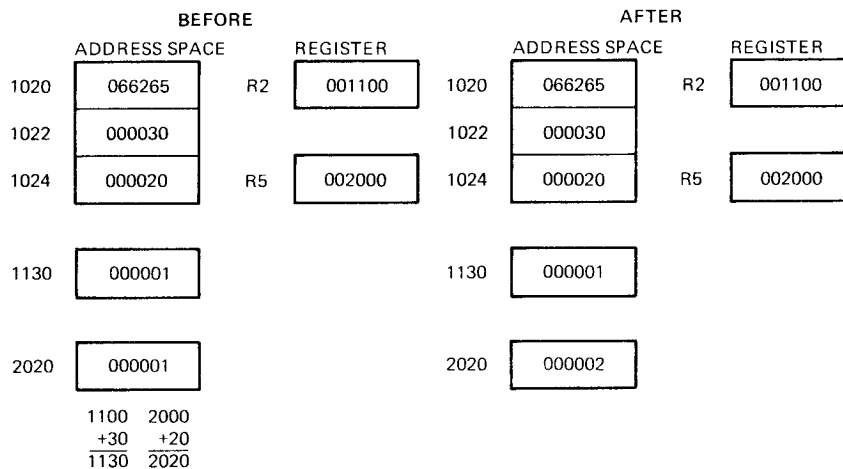 BEFORE AFTER
ADDRESS SPACE REGISTER ADDRESS SPACE REGISTER
1020 066265 R2 001100 1020 066265 R2 001100
1022 000030 1022 000030
1024 000020 R5 002000 1024 000020 R5 002000
1130 000001 1130 000001
2020 000001 2020 000002
1100 2000
+30 +20
1130 2020